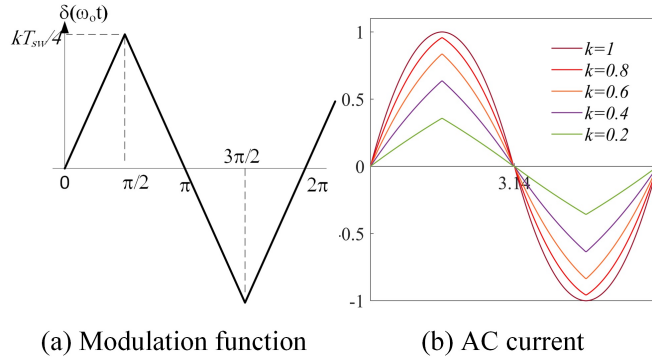 δ(ωₒt)
kTsw/4
0
π/2
π
3π/2
2π
(a) Modulation function
1
0.5
0
-0.5
-1
3.14
k=1
k=0.8
k=0.6
k=0.4
k=0.2
(b) AC current